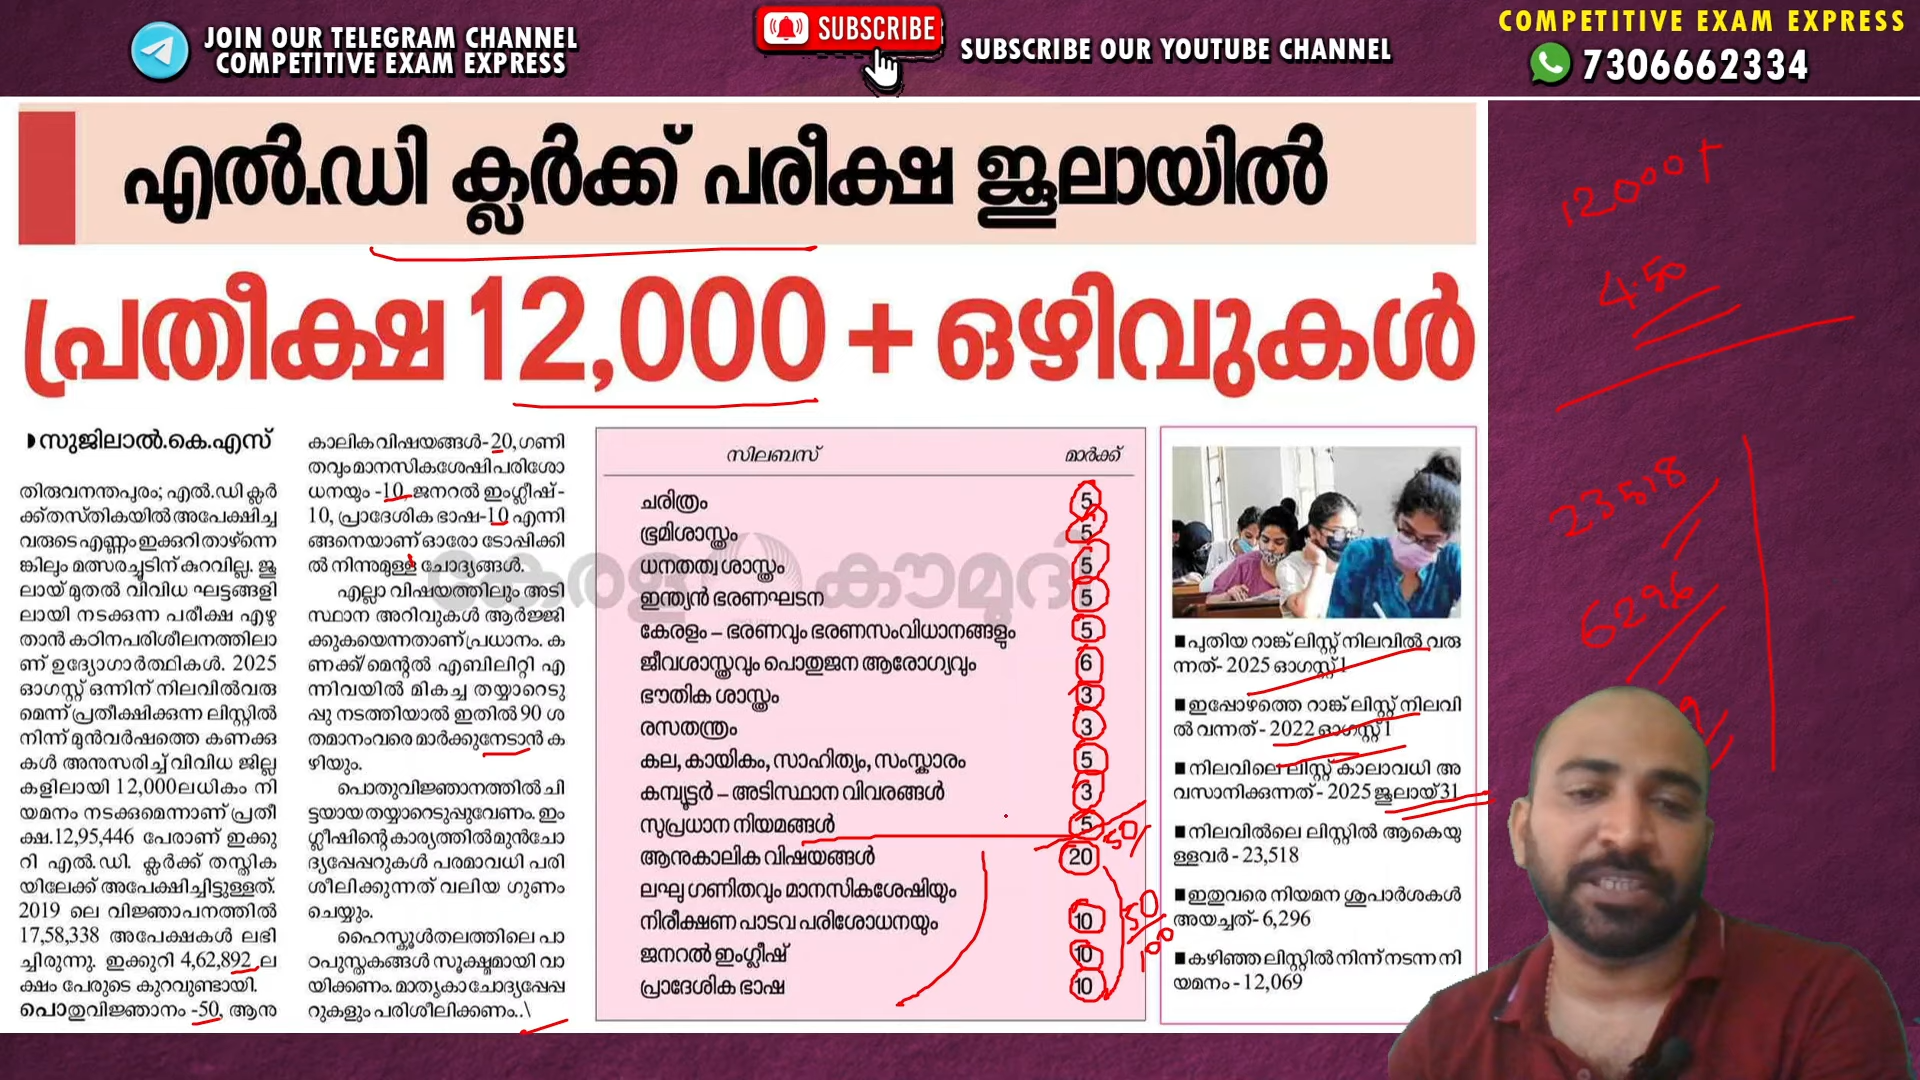 JOIN OUR TELEGRAM CHANNEL
COMPETITIVE EXAM EXPRESS
SUBSCRIBE
SUBSCRIBE OUR YOUTUBE CHANNEL
COMPETITIVE EXAM EXPRESS
7306662334
എൽ.ഡി ക്ലർക്ക് പരീക്ഷ ജൂലായിൽ
പ്രതീക്ഷ 12,000 + ഒഴിവുകൾ
സുജിലാൽ.കെ.എസ്
തിരുവനന്തപുരം; എൽ.ഡി ക്ലർ
ക്ക് തസ്തികയിൽ അപേക്ഷിച്ച
വരുടെ എണ്ണം ഇക്കുറി താഴ്ന്നെ
ങ്കിലും മത്സരച്ചൂടിന് കുറവില്ല. ജൂ
ലായ് മുതൽ വിവിധ ഘട്ടങ്ങളി
ലായി നടക്കുന്ന പരീക്ഷ എഴു
താൻ കഠിനപരിശീലനത്തിലാ
ണ് ഉദ്യോഗാർത്ഥികൾ. 2025
ഓഗസ്റ്റ് ഒന്നിന് നിലവിൽവരു
മെന്ന് പ്രതീക്ഷിക്കുന്ന ലിസ്റ്റിൽ
നിന്ന് മുൻവർഷത്തെ കണക്കു
കൾ അനുസരിച്ച് വിവിധ ജില്ല
കളിലായി 12,000ലധികം നി
യമനം നടക്കുമെന്നാണ് പ്രതീ
ക്ഷ.12,95,446 പേരാണ് ഇക്കു
റി എൽ.ഡി. ക്ലർക്ക് തസ്തിക
യിലേക്ക് അപേക്ഷിച്ചിട്ടുള്ളത്.
2019 ലെ വിജ്ഞാപനത്തിൽ
17,58,338 അപേക്ഷകൾ ലഭി
ച്ചിരുന്നു. ഇക്കുറി 4,62,892 ല
ക്ഷം പേരുടെ കുറവുണ്ടായി.
പൊതുവിജ്ഞാനം -50, ആനു
കാലിക വിഷയങ്ങൾ-20, ഗണി
തവും മാനസികശേഷി പരിശോ
ധനയും -10, ജനറൽ ഇംഗ്ലീഷ്-
10, പ്രാദേശിക ഭാഷ-10 എന്നി
ങ്ങനെയാണ് ഓരോ ടോപ്പിക്കി
ൽ നിന്നുമുള്ള ചോദ്യങ്ങൾ.
എല്ലാ വിഷയത്തിലും അടി
സ്ഥാന അറിവുകൾ ആർജ്ജി
ക്കുകയെന്നതാണ് പ്രധാനം. ക
ണക്ക്/മെന്റൽ എബിലിറ്റി എ
ന്നിവയിൽ മികച്ച തയ്യാറെടു
പ്പു നടത്തിയാൽ ഇതിൽ 90 ശ
തമാനംവരെ മാർക്കു നേടാൻ ക
ഴിയും.
പൊതുവിജ്ഞാനത്തിൽ ചി
ട്ടയായ തയ്യാറെടുപ്പുവേണം. ഇം
ഗ്ലീഷിന്റെ കാര്യത്തിൽ മുൻചോ
ദ്യപ്പേപ്പറുകൾ പരമാവധി പരി
ശീലിക്കുന്നത് വലിയ ഗുണം
ചെയ്യും.
ഹൈസ്കൂൾതലത്തിലെ പാ
ഠപുസ്തകങ്ങൾ സൂക്ഷ്മമായി വാ
യിക്കണം. മാതൃകാ ചോദ്യപ്പേപ്പ
റുകളും പരിശീലിക്കണം..\
സിലബസ് മാർക്ക്
ചരിത്രം 5
ഭൂമിശാസ്ത്രം 5
ധനതത്വ ശാസ്ത്രം 5
ഇന്ത്യൻ ഭരണഘടന 5
കേരളം – ഭരണവും ഭരണസംവിധാനങ്ങളും 5
ജീവശാസ്ത്രവും പൊതുജന ആരോഗ്യവും 6
ഭൗതിക ശാസ്ത്രം 3
രസതന്ത്രം 3
കല, കായികം, സാഹിത്യം, സംസ്കാരം 5
കമ്പ്യൂട്ടർ – അടിസ്ഥാന വിവരങ്ങൾ 3
സുപ്രധാന നിയമങ്ങൾ 5
50
ആനുകാലിക വിഷയങ്ങൾ 20
ലഘു ഗണിതവും മാനസികശേഷിയും
നിരീക്ഷണ പാടവ പരിശോധനയും 10
ജനറൽ ഇംഗ്ലീഷ് 10
പ്രാദേശിക ഭാഷ 10
50
100
കേരള കൗമുദി
■ പുതിയ റാങ്ക് ലിസ്റ്റ് നിലവിൽ വരു
ന്നത്- 2025 ഓഗസ്റ്റ് 1
■ ഇപ്പോഴത്തെ റാങ്ക് ലിസ്റ്റ് നിലവി
ൽ വന്നത് - 2022 ഓഗസ്റ്റ് 1
■ നിലവിലെ ലിസ്റ്റ് കാലാവധി അ
വസാനിക്കുന്നത് - 2025 ജൂലായ് 31
■ നിലവിൽലെ ലിസ്റ്റിൽ ആകെയു
ള്ളവർ - 23,518
■ ഇതുവരെ നിയമന ശുപാർശകൾ
അയച്ചത്- 6,296
■ കഴിഞ്ഞ ലിസ്റ്റിൽ നിന്ന് നടന്ന നി
യമനം - 12,069
12000+
4.50
23518
6296